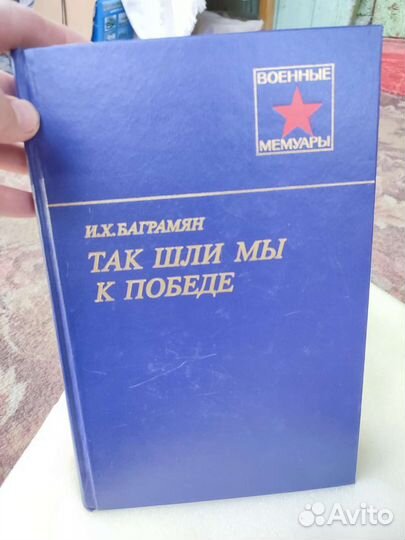 ВОЕННЫЕ
МЕМУАРЫ
И.Х. БАГРАМЯН
ТАК ШЛИ МЫ
К ПОБЕДЕ
Avito